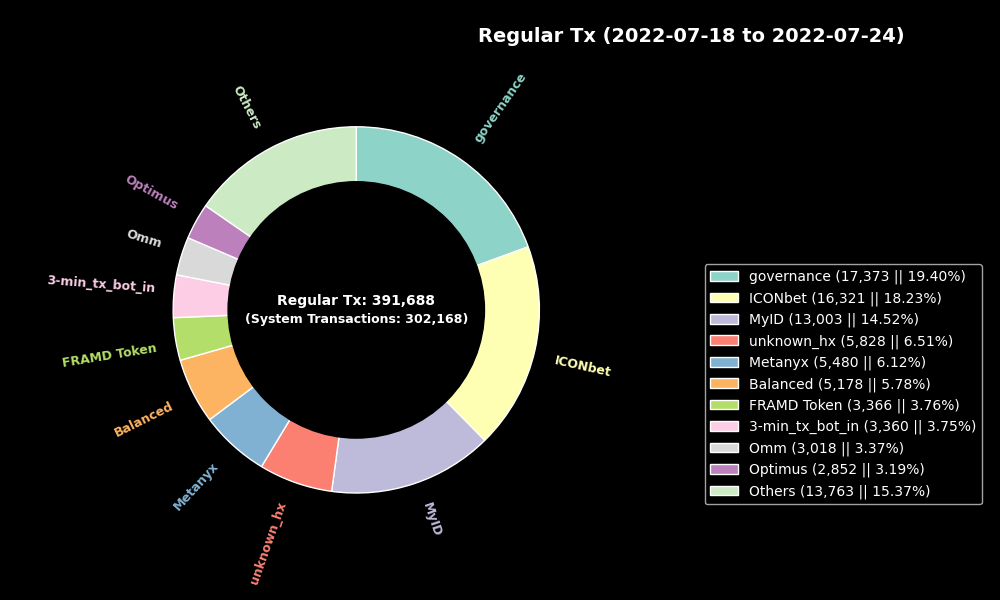 Regular Tx (2022-07-18 to 2022-07-24)
governance
Others
Optimus
Omm
3-min_tx_bot_in
FRAMD Token
Balanced
Metanyx
unknown_hx
MyID
ICONbet
Regular Tx: 391,688
(System Transactions: 302,168)
governance (17,373 || 19.40%)
ICONbet (16,321 || 18.23%)
MyID (13,003 || 14.52%)
unknown_hx (5,828 || 6.51%)
Metanyx (5,480 || 6.12%)
Balanced (5,178 || 5.78%)
FRAMD Token (3,366 || 3.76%)
3-min_tx_bot_in (3,360 || 3.75%)
Omm (3,018 || 3.37%)
Optimus (2,852 || 3.19%)
Others (13,763 || 15.37%)